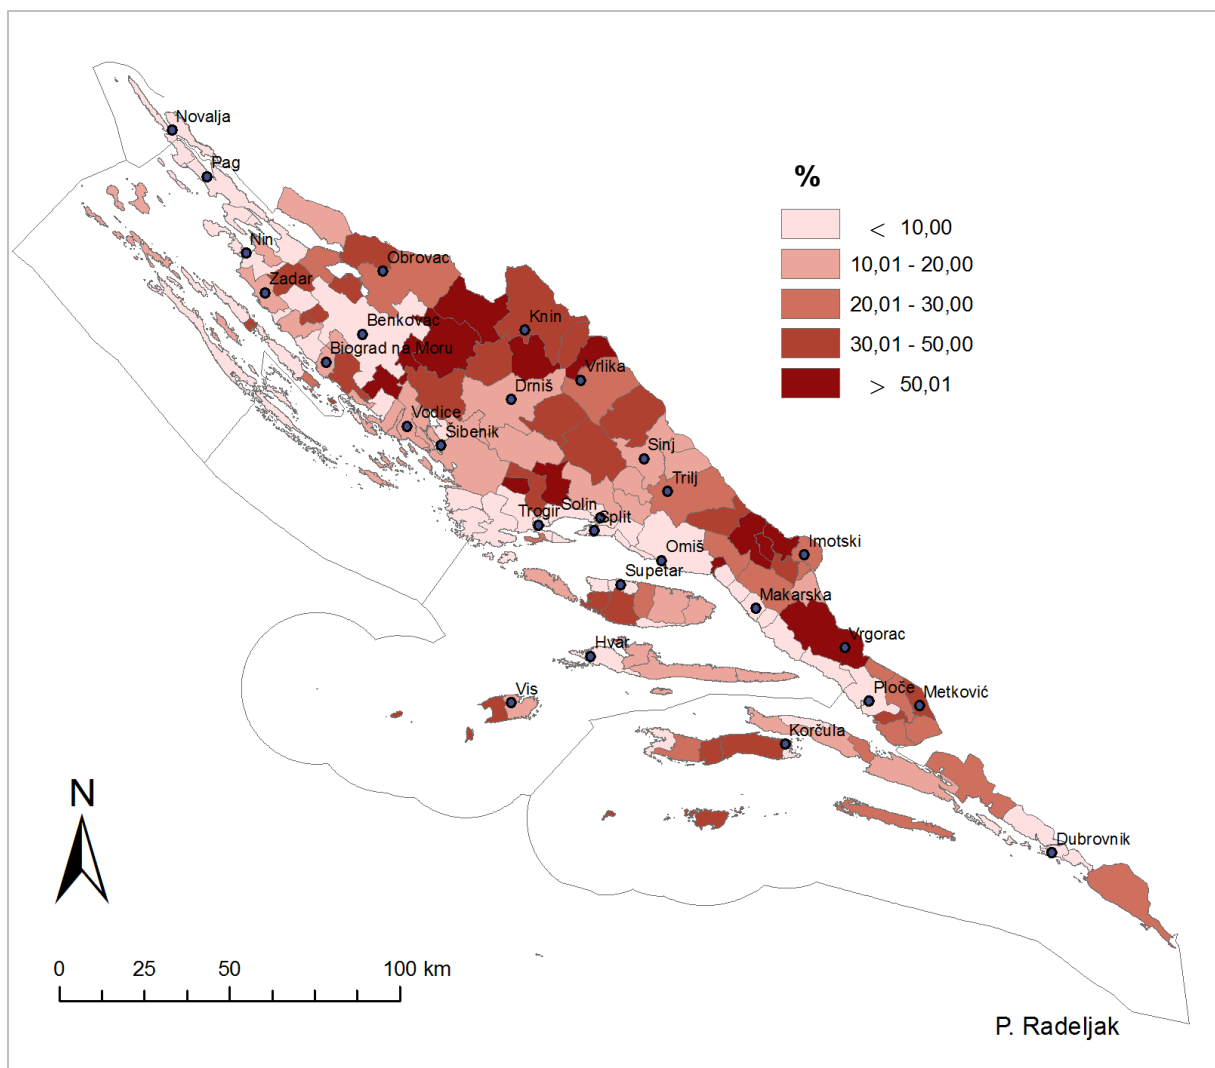 Novalja
Pag
%
< 10,00
10,01 - 20,00
20,01 - 30,00
30,01 - 50,00
> 50,01
Nin
Obrovac
Zadar
Benkovac
Knin
Biograd na Moru
Vrlika
Drniš
Vodice
Šibenik
Sinj
Trilj
Solin
Trogir
Split
Omiš
Imotski
Supetar
Makarska
Hvar
Vrgorac
Vis
Ploče
Metković
Korčula
N
Dubrovnik
0 25 50 100 km
P. Radeljak